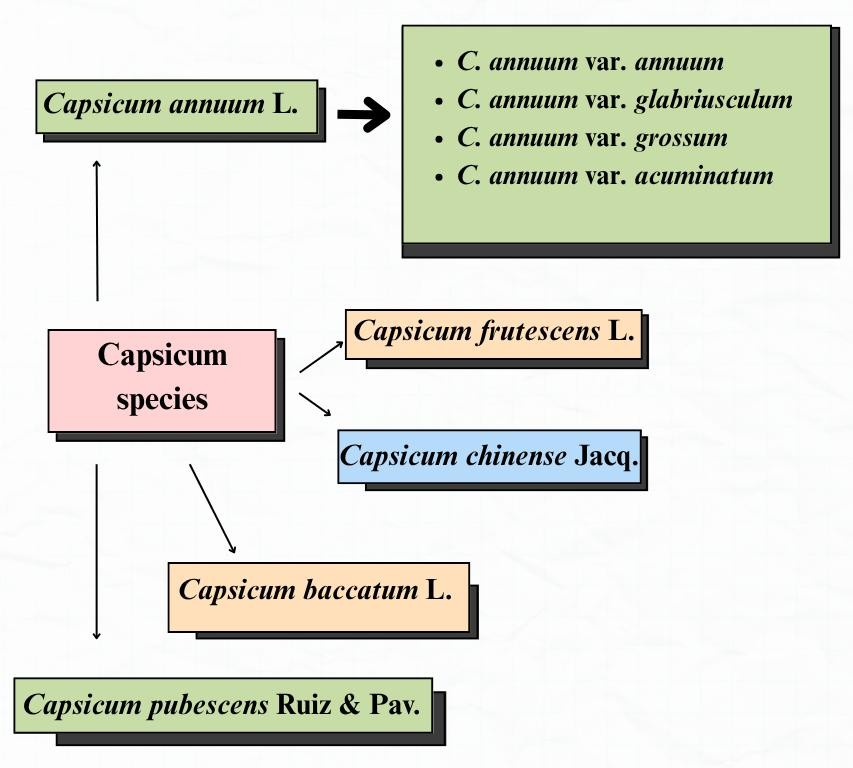 Capsicum annuum L.
• C. annuum var. annuum
• C. annuum var. glabriusculum
• C. annuum var. grossum
• C. annuum var. acuminatum
Capsicum
species
Capsicum frutescens L.
Capsicum chinense Jacq.
Capsicum baccatum L.
Capsicum pubescens Ruiz & Pav.